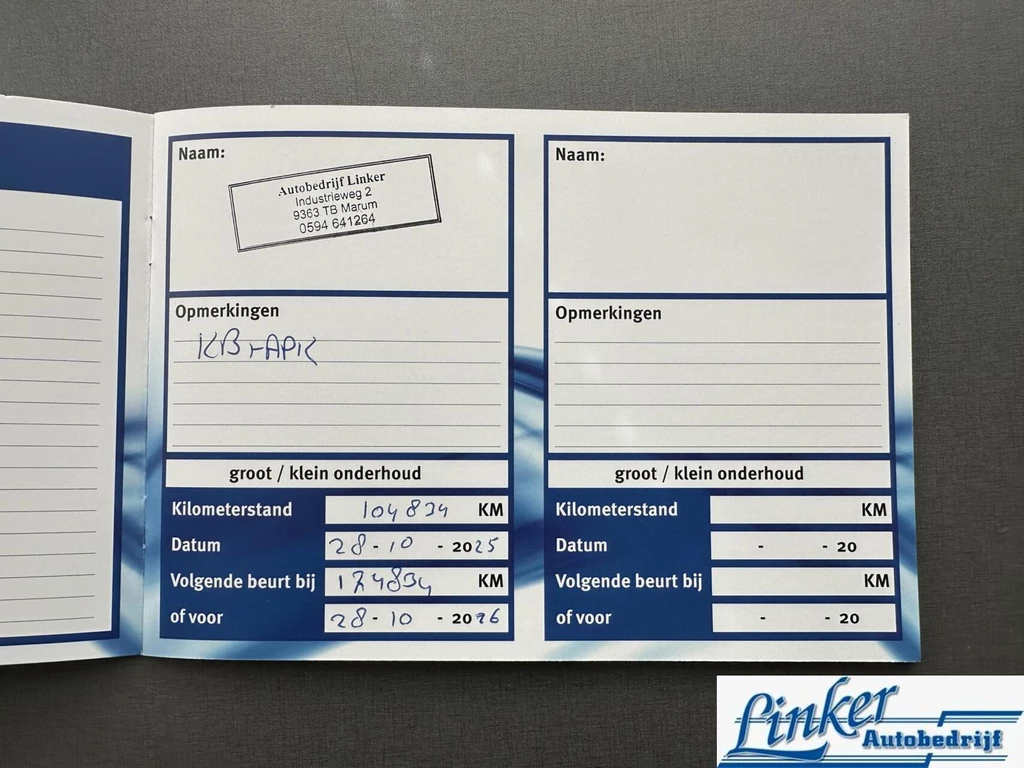 Naam:
Autobedrijf Linker
Industrieweg 2
9363 TB Marum
0594 641264
Opmerkingen
KB + APK
groot / klein onderhoud
Kilometerstand 104834 KM
Datum 28 - 10 - 2025
Volgende beurt bij 124834 KM
of voor 28 - 10 - 2026
Naam:
Opmerkingen
groot / klein onderhoud
Kilometerstand KM
Datum - - 20
Volgende beurt bij KM
of voor - - 20
Linker
Autobedrijf